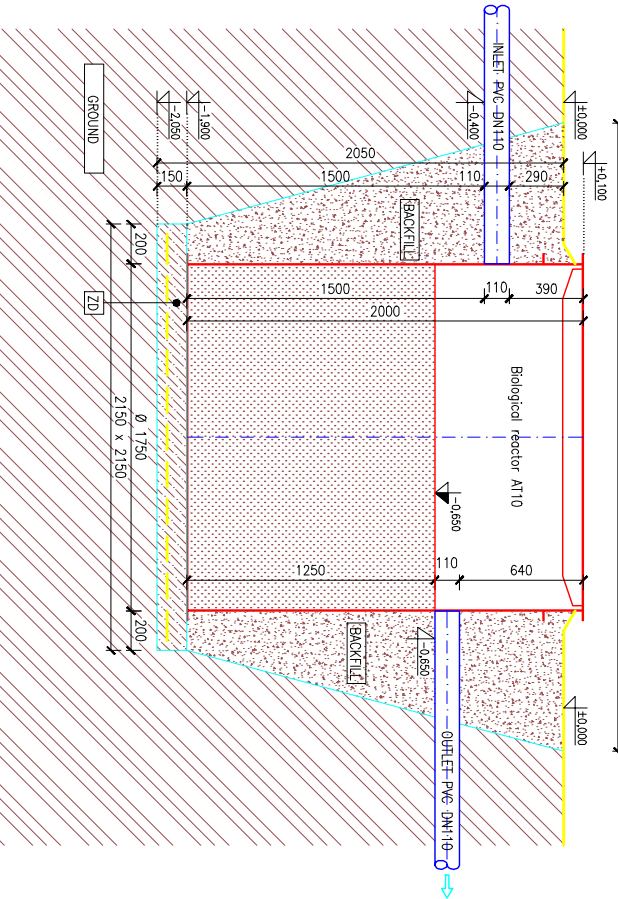 INLET PVC DN110
±0,000
+0,100
-0,400
GROUND
-2,050
-1,900
2050
150
1500
110
290
BACKFILL
200
1500
110
390
ZD
2000
Ø 1750
2150 x 2150
Biological reactor AT10
-0,650
1250
110
640
200
BACKFILL
-0,650
±0,000
OUTLET PVC DN110